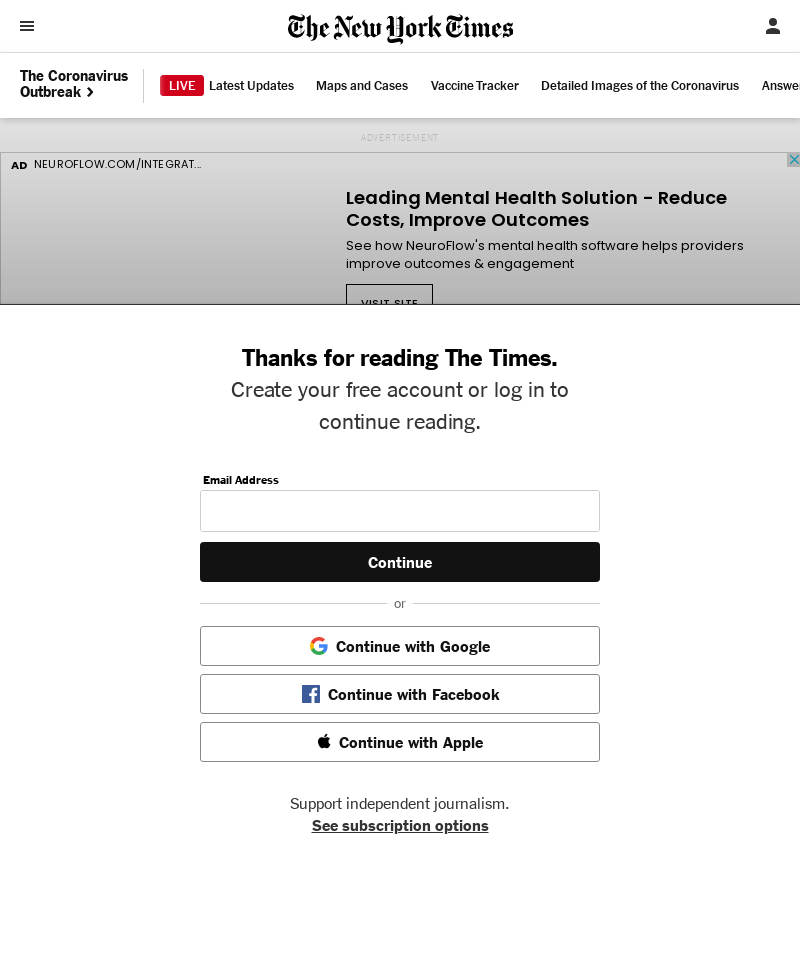 The New York Times
The Coronavirus
Outbreak
LIVE Latest Updates Maps and Cases Vaccine Tracker Detailed Images of the Coronavirus
ADVERTISEMENT
AD NEUROFLOW.COM/INTEGRAT...
Leading Mental Health Solution - Reduce
Costs, Improve Outcomes
See how NeuroFlow's mental health software helps providers
improve outcomes & engagement
VISIT SITE
Thanks for reading The Times.
Create your free account or log in to
continue reading.
Email Address
Continue
or
Continue with Google
Continue with Facebook
Continue with Apple
Support independent journalism.
See subscription options